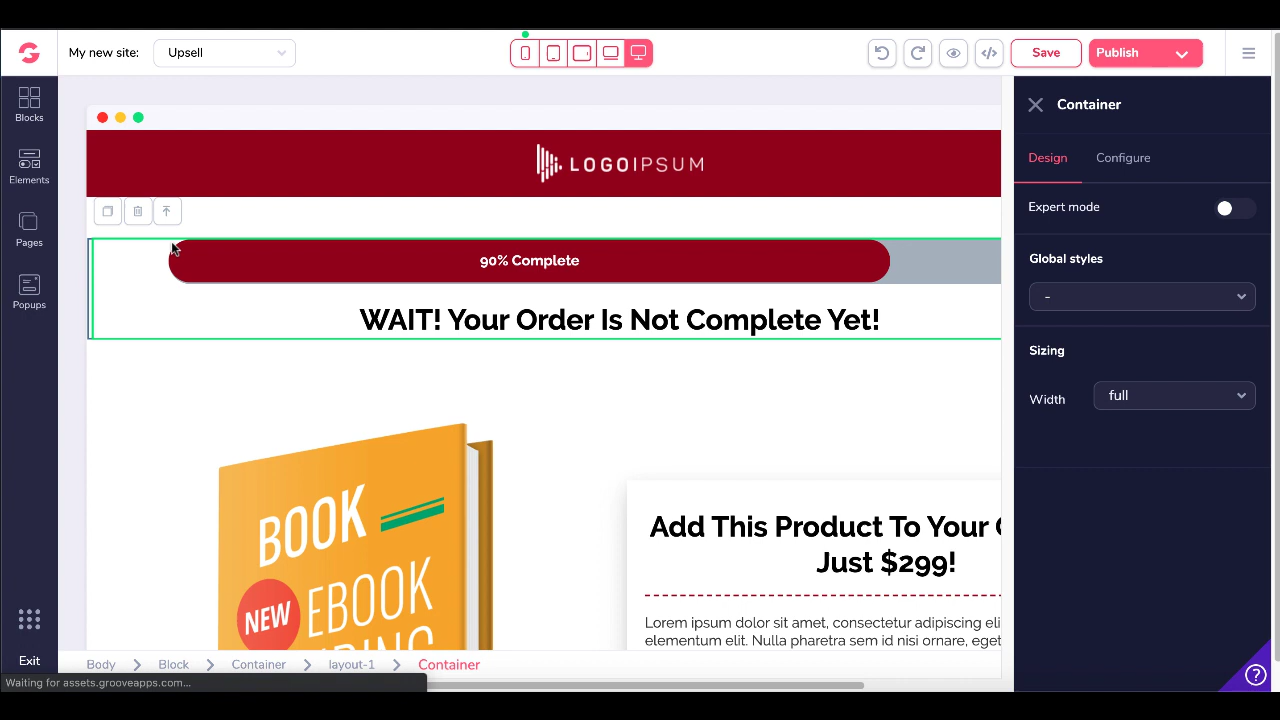 My new site:
Upsell
Save
Publish
Blocks
Elements
Pages
Popups
Exit
LOGOIPSUM
90% Complete
WAIT! Your Order Is Not Complete Yet!
BOOK
NEW
EBOOK
Add This Product To Your
Just $299!
Lorem ipsum dolor sit amet, consectetur adipiscing
elementum elit. Nulla pharetra sem id nisi ornare,
Body
Block
Container
layout-1
Container
Waiting for assets.grooveapps.com...
Container
Design
Configure
Expert mode
Global styles
-
Sizing
Width
full
?